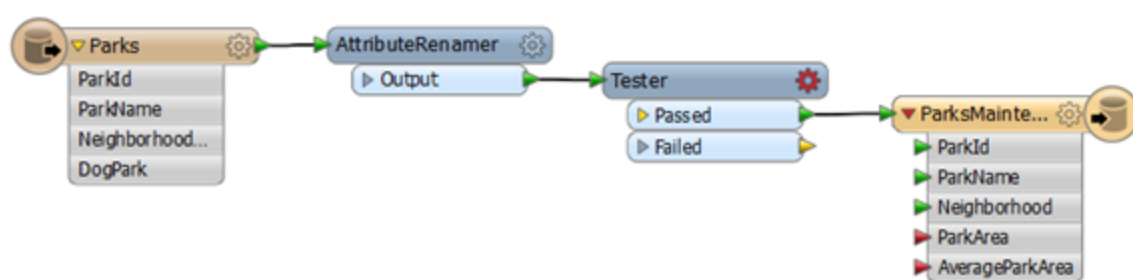 Parks
ParkId
ParkName
Neighborhood...
DogPark
AttributeRenamer
Output
Tester
Passed
Failed
ParksMainte...
ParkId
ParkName
Neighborhood
ParkArea
AverageParkArea